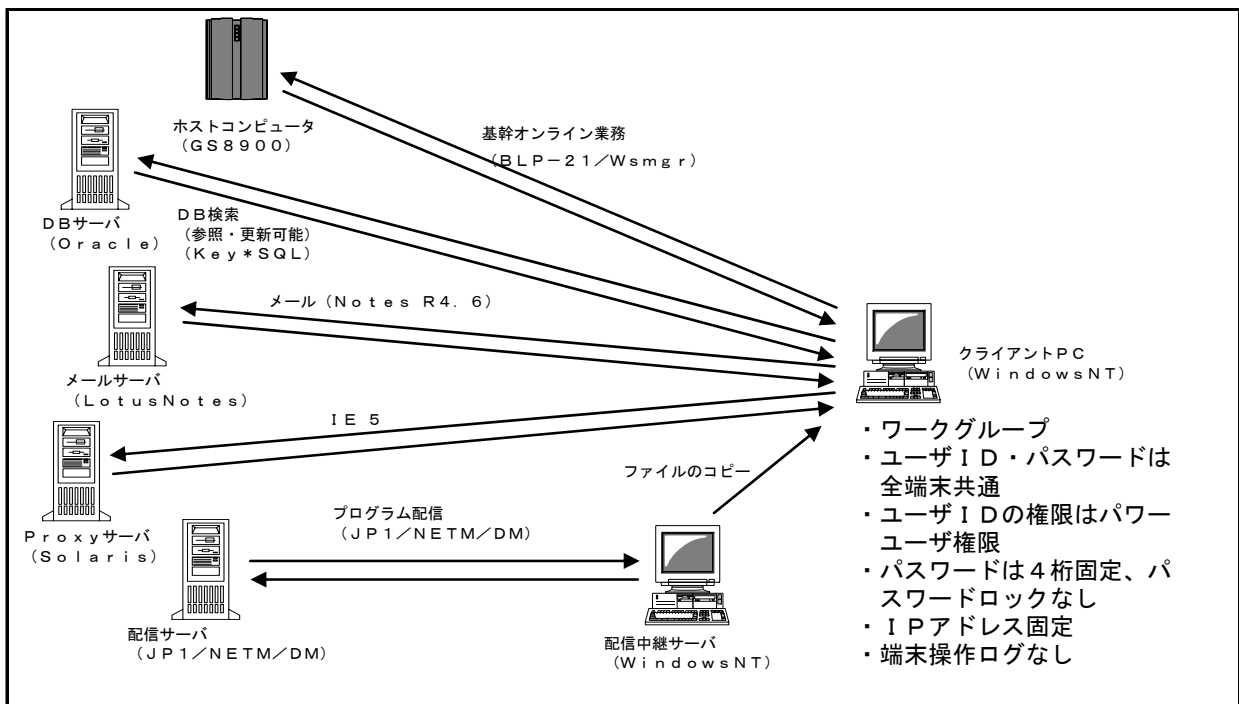 ホストコンピュータ
（ＧＳ８９００）
基幹オンライン業務
（ＢＬＰ－２１／Ｗｓｍｇｒ）
ＤＢサーバ
（Ｏｒａｃｌｅ）
ＤＢ検索
（参照・更新可能）
（Ｋｅｙ＊ＳＱＬ）
メール（Ｎｏｔｅｓ Ｒ４．６）
メールサーバ
（ＬｏｔｕｓＮｏｔｅｓ）
クライアントＰＣ
（ＷｉｎｄｏｗｓＮＴ）
ＩＥ５
Ｐｒｏｘｙサーバ
（Ｓｏｌａｒｉｓ）
ファイルのコピー
プログラム配信
（ＪＰ１／ＮＥＴＭ／ＤＭ）
配信サーバ
（ＪＰ１／ＮＥＴＭ／ＤＭ）
配信中継サーバ
（ＷｉｎｄｏｗｓＮＴ）
・ワークグループ
・ユーザＩＤ・パスワードは
全端末共通
・ユーザＩＤの権限はパワー
ユーザ権限
・パスワードは４桁固定、パ
スワードロックなし
・ＩＰアドレス固定
・端末操作ログなし